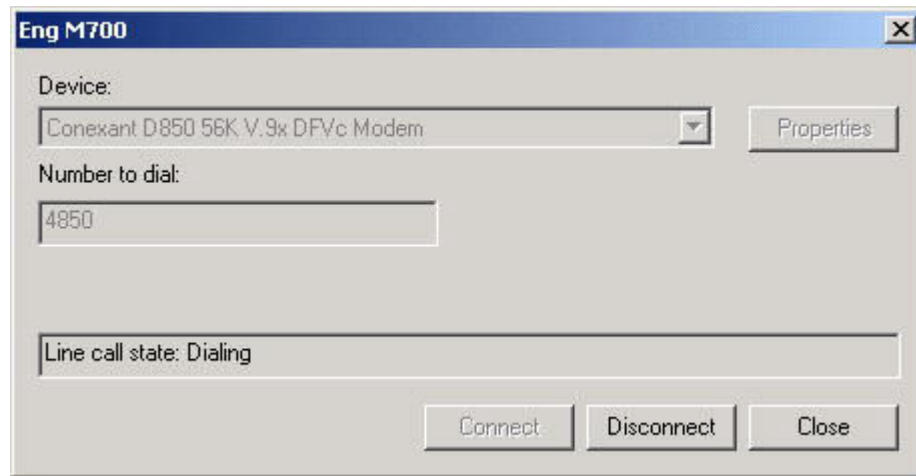 Eng M700
Device:
Conexant D850 56K V.9x DFVc Modem
Properties
Number to dial:
4850
Line call state: Dialing
Connect Disconnect Close